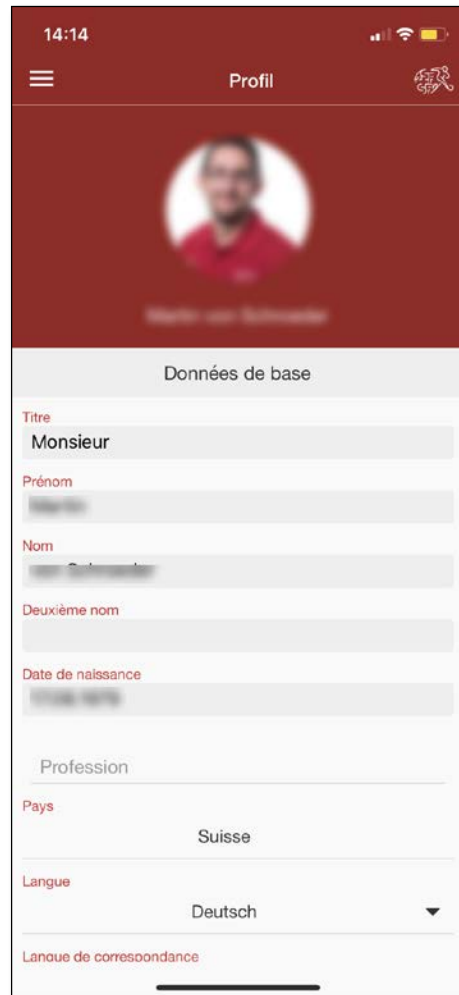 14:14
Profil
Données de base
Titre
Monsieur
Prénom
Nom
Deuxième nom
Date de naissance
Profession
Pays
Suisse
Langue
Deutsch
Langue de correspondance